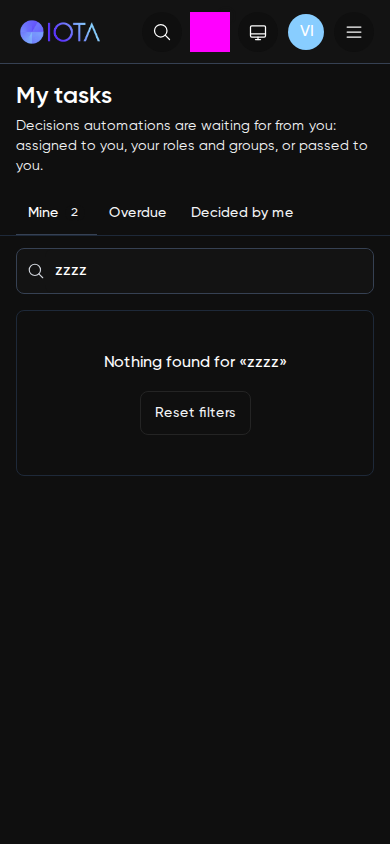 IOTA
VI
My tasks
Decisions automations are waiting for from you:
assigned to you, your roles and groups, or passed to
you.
Mine 2 Overdue Decided by me
zzzz
Nothing found for «zzzz»
Reset filters